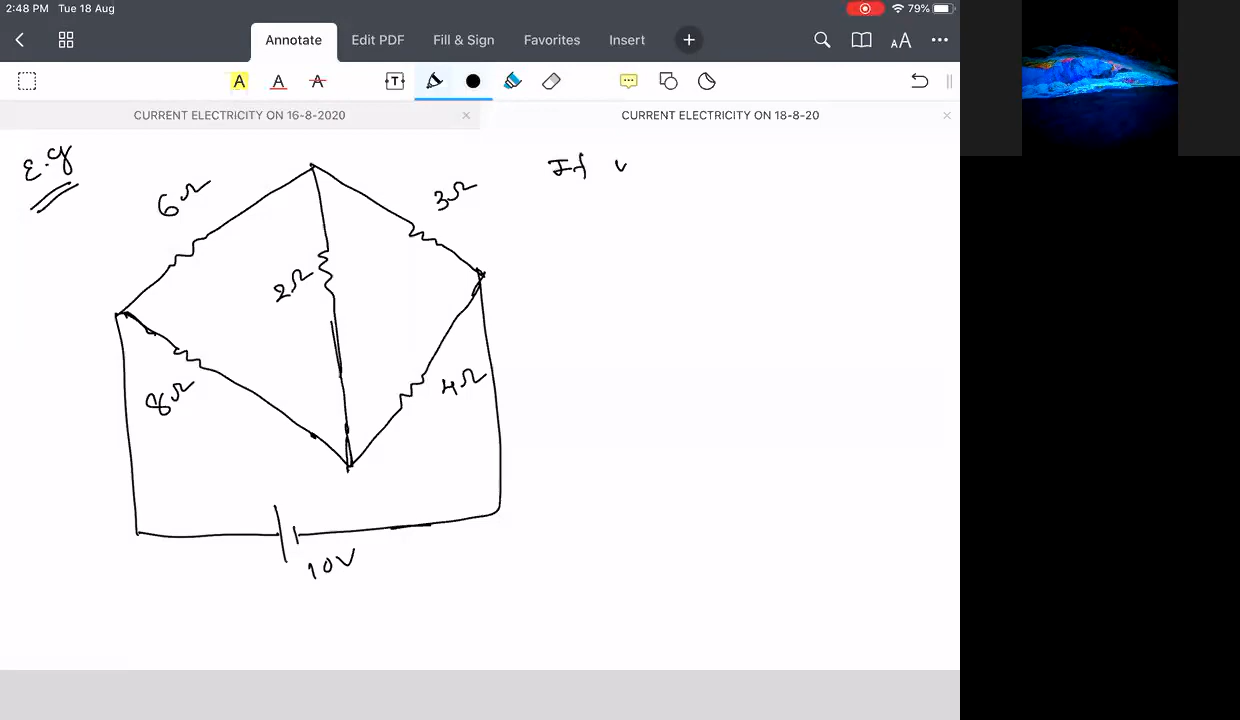 2:48 PM Tue 18 Aug
79%
Annotate Edit PDF Fill & Sign Favorites Insert
A A A T
CURRENT ELECTRICITY ON 16-8-2020
CURRENT ELECTRICITY ON 18-8-20
E.g
If
6Ω
3Ω
2Ω
8Ω
4Ω
10V